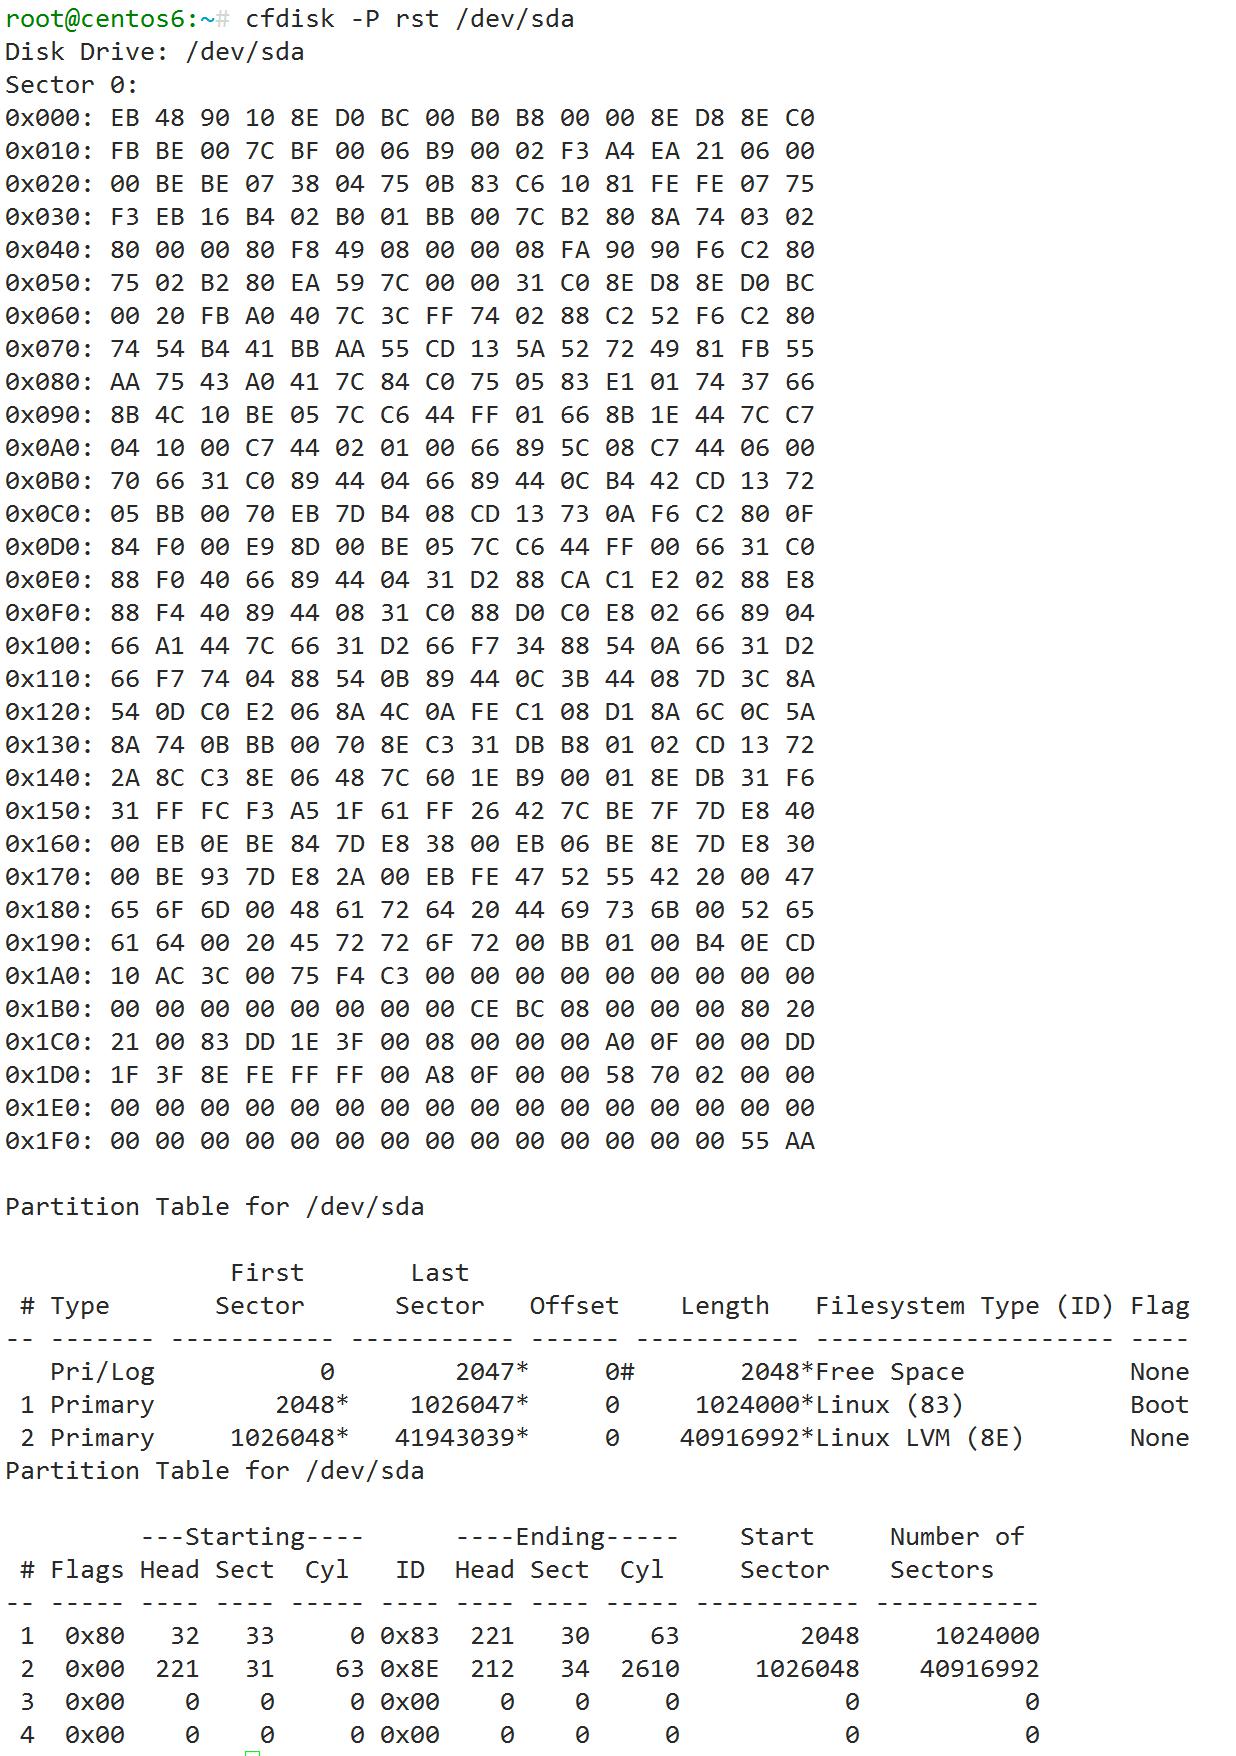 root@centos6:~# cfdisk -P rst /dev/sda
Disk Drive: /dev/sda
Sector 0:
0x000: EB 48 90 10 8E D0 BC 00 B0 B8 00 00 8E D8 8E C0
0x010: FB BE 00 7C BF 00 06 B9 00 02 F3 A4 EA 21 06 00
0x020: 00 BE BE 07 38 04 75 0B 83 C6 10 81 FE FE 07 75
0x030: F3 EB 16 B4 02 B0 01 BB 00 7C B2 80 8A 74 03 02
0x040: 80 00 00 80 F8 49 08 00 00 08 FA 90 90 F6 C2 80
0x050: 75 02 B2 80 EA 59 7C 00 00 31 C0 8E D8 8E D0 BC
0x060: 00 20 FB A0 40 7C 3C FF 74 02 88 C2 52 F6 C2 80
0x070: 74 54 B4 41 BB AA 55 CD 13 5A 52 72 49 81 FB 55
0x080: AA 75 43 A0 41 7C 84 C0 75 05 83 E1 01 74 37 66
0x090: 8B 4C 10 BE 05 7C C6 44 FF 01 66 8B 1E 44 7C C7
0x0A0: 04 10 00 C7 44 02 01 00 66 89 5C 08 C7 44 06 00
0x0B0: 70 66 31 C0 89 44 04 66 89 44 0C B4 42 CD 13 72
0x0C0: 05 BB 00 70 EB 7D B4 08 CD 13 73 0A F6 C2 80 0F
0x0D0: 84 F0 00 E9 8D 00 BE 05 7C C6 44 FF 00 66 31 C0
0x0E0: 88 F0 40 66 89 44 04 31 D2 88 CA C1 E2 02 88 E8
0x0F0: 88 F4 40 89 44 08 31 C0 88 D0 C0 E8 02 66 89 04
0x100: 66 A1 44 7C 66 31 D2 66 F7 34 88 54 0A 66 31 D2
0x110: 66 F7 74 04 88 54 0B 89 44 0C 3B 44 08 7D 3C 8A
0x120: 54 0D C0 E2 06 8A 4C 0A FE C1 08 D1 8A 6C 0C 5A
0x130: 8A 74 0B BB 00 70 8E C3 31 DB B8 01 02 CD 13 72
0x140: 2A 8C C3 8E 06 48 7C 60 1E B9 00 01 8E DB 31 F6
0x150: 31 FF FC F3 A5 1F 61 FF 26 42 7C BE 7F 7D E8 40
0x160: 00 EB 0E BE 84 7D E8 38 00 EB 06 BE 8E 7D E8 30
0x170: 00 BE 93 7D E8 2A 00 EB FE 47 52 55 42 20 00 47
0x180: 65 6F 6D 00 48 61 72 64 20 44 69 73 6B 00 52 65
0x190: 61 64 00 20 45 72 72 6F 72 00 BB 01 00 B4 0E CD
0x1A0: 10 AC 3C 00 75 F4 C3 00 00 00 00 00 00 00 00 00
0x1B0: 00 00 00 00 00 00 00 00 CE BC 08 00 00 00 80 20
0x1C0: 21 00 83 DD 1E 3F 00 08 00 00 00 A0 0F 00 00 DD
0x1D0: 1F 3F 8E FE FF FF 00 A8 0F 00 00 58 70 02 00 00
0x1E0: 00 00 00 00 00 00 00 00 00 00 00 00 00 00 00 00
0x1F0: 00 00 00 00 00 00 00 00 00 00 00 00 00 00 55 AA
Partition Table for /dev/sda
First Last
# Type Sector Sector Offset Length Filesystem Type (ID) Flag
-- ------- ----------- ----------- ------ ----------- -------------------- ----
Pri/Log 0 2047* 0# 2048*Free Space None
1 Primary 2048* 1026047* 0 1024000*Linux (83) Boot
2 Primary 1026048* 41943039* 0 40916992*Linux LVM (8E) None
Partition Table for /dev/sda
---Starting---- ----Ending----- Start Number of
# Flags Head Sect Cyl ID Head Sect Cyl Sector Sectors
-- ----- ---- ---- ----- ---- ---- ---- ----- ----------- -----------
1 0x80 32 33 0 0x83 221 30 63 2048 1024000
2 0x00 221 31 63 0x8E 212 34 2610 1026048 40916992
3 0x00 0 0 0 0x00 0 0 0 0 0
4 0x00 0 0 0 0x00 0 0 0 0 0